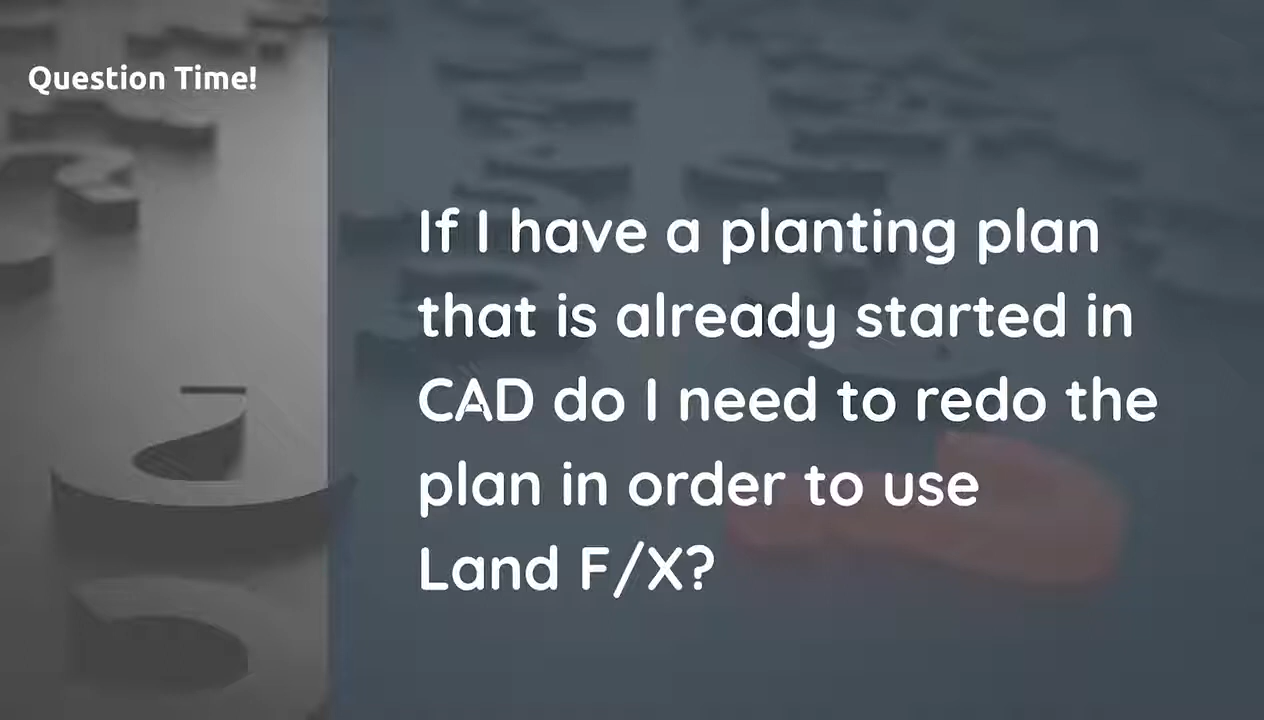 Question Time!
If I have a planting plan
that is already started in
CAD do I need to redo the
plan in order to use
Land F/X?